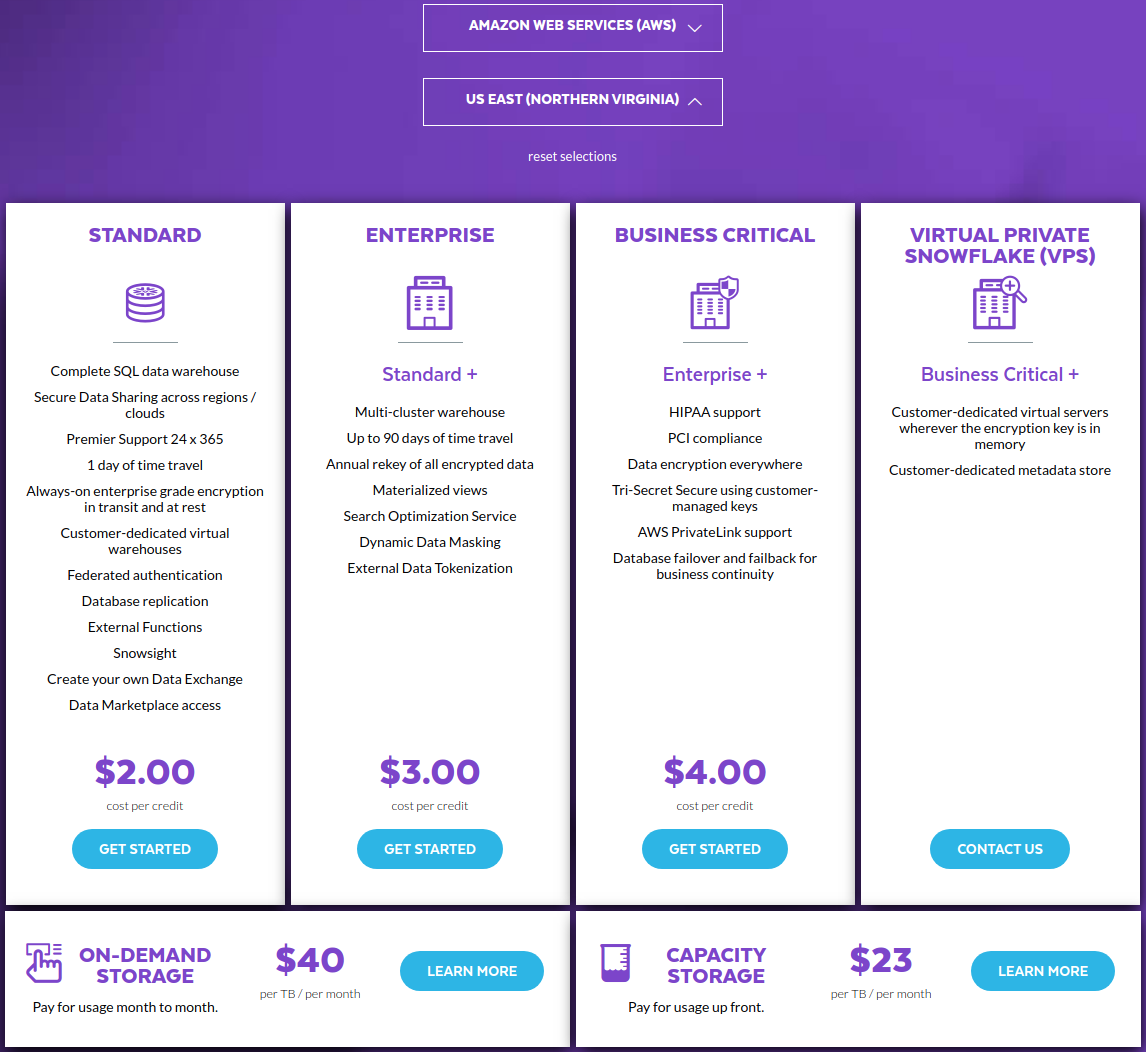 AMAZON WEB SERVICES (AWS)
US EAST (NORTHERN VIRGINIA)
reset selections
STANDARD
Complete SQL data warehouse
Secure Data Sharing across regions /
clouds
Premier Support 24 x 365
1 day of time travel
Always-on enterprise grade encryption
in transit and at rest
Customer-dedicated virtual
warehouses
Federated authentication
Database replication
External Functions
Snowsight
Create your own Data Exchange
Data Marketplace access
$2.00
cost per credit
GET STARTED
ENTERPRISE
Standard +
Multi-cluster warehouse
Up to 90 days of time travel
Annual rekey of all encrypted data
Materialized views
Search Optimization Service
Dynamic Data Masking
External Data Tokenization
$3.00
cost per credit
GET STARTED
BUSINESS CRITICAL
Enterprise +
HIPAA support
PCI compliance
Data encryption everywhere
Tri-Secret Secure using customer-
managed keys
AWS PrivateLink support
Database failover and failback for
business continuity
$4.00
cost per credit
GET STARTED
VIRTUAL PRIVATE
SNOWFLAKE (VPS)
Business Critical +
Customer-dedicated virtual servers
wherever the encryption key is in
memory
Customer-dedicated metadata store
CONTACT US
ON-DEMAND
STORAGE
Pay for usage month to month.
$40
per TB / per month
LEARN MORE
CAPACITY
STORAGE
Pay for usage up front.
$23
per TB / per month
LEARN MORE